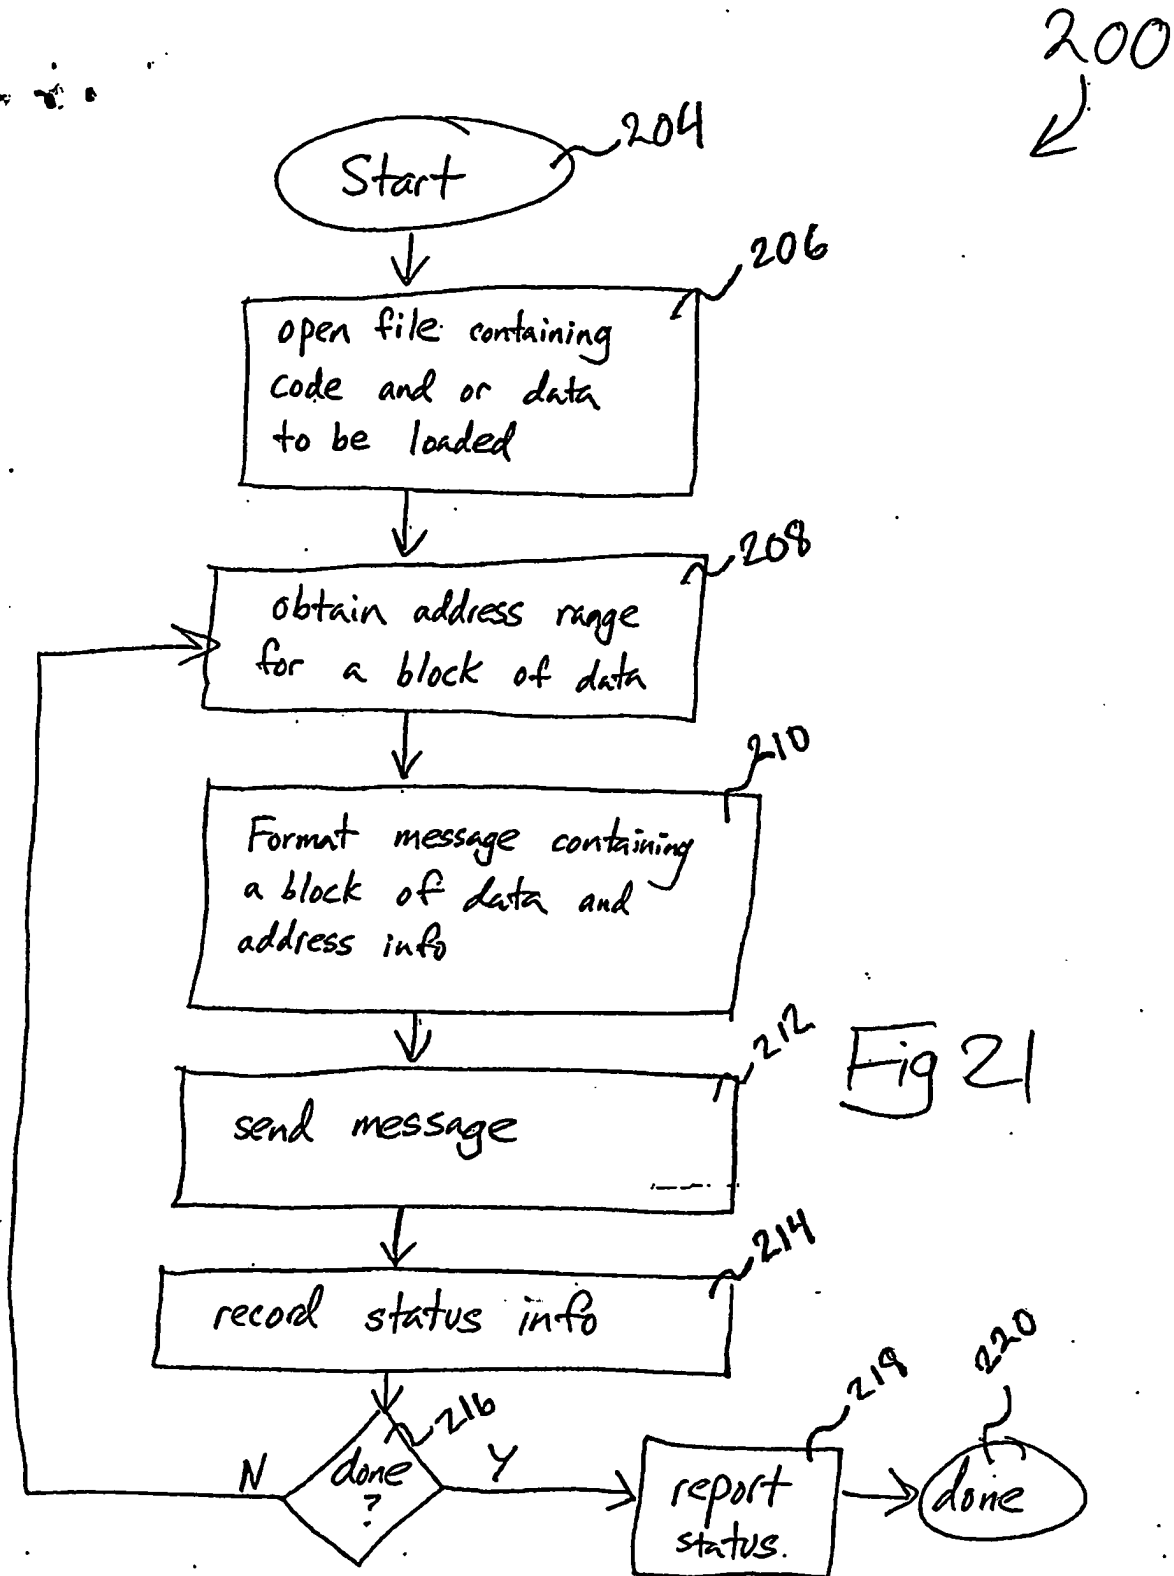 200
Start
204
206
open file containing
code and or data
to be loaded
208
obtain address range
for a block of data
210
Format message containing
a block of data and
address info
212
send message
Fig 21
214
record status info
216
done
?
N
Y
218
report
status.
220
done